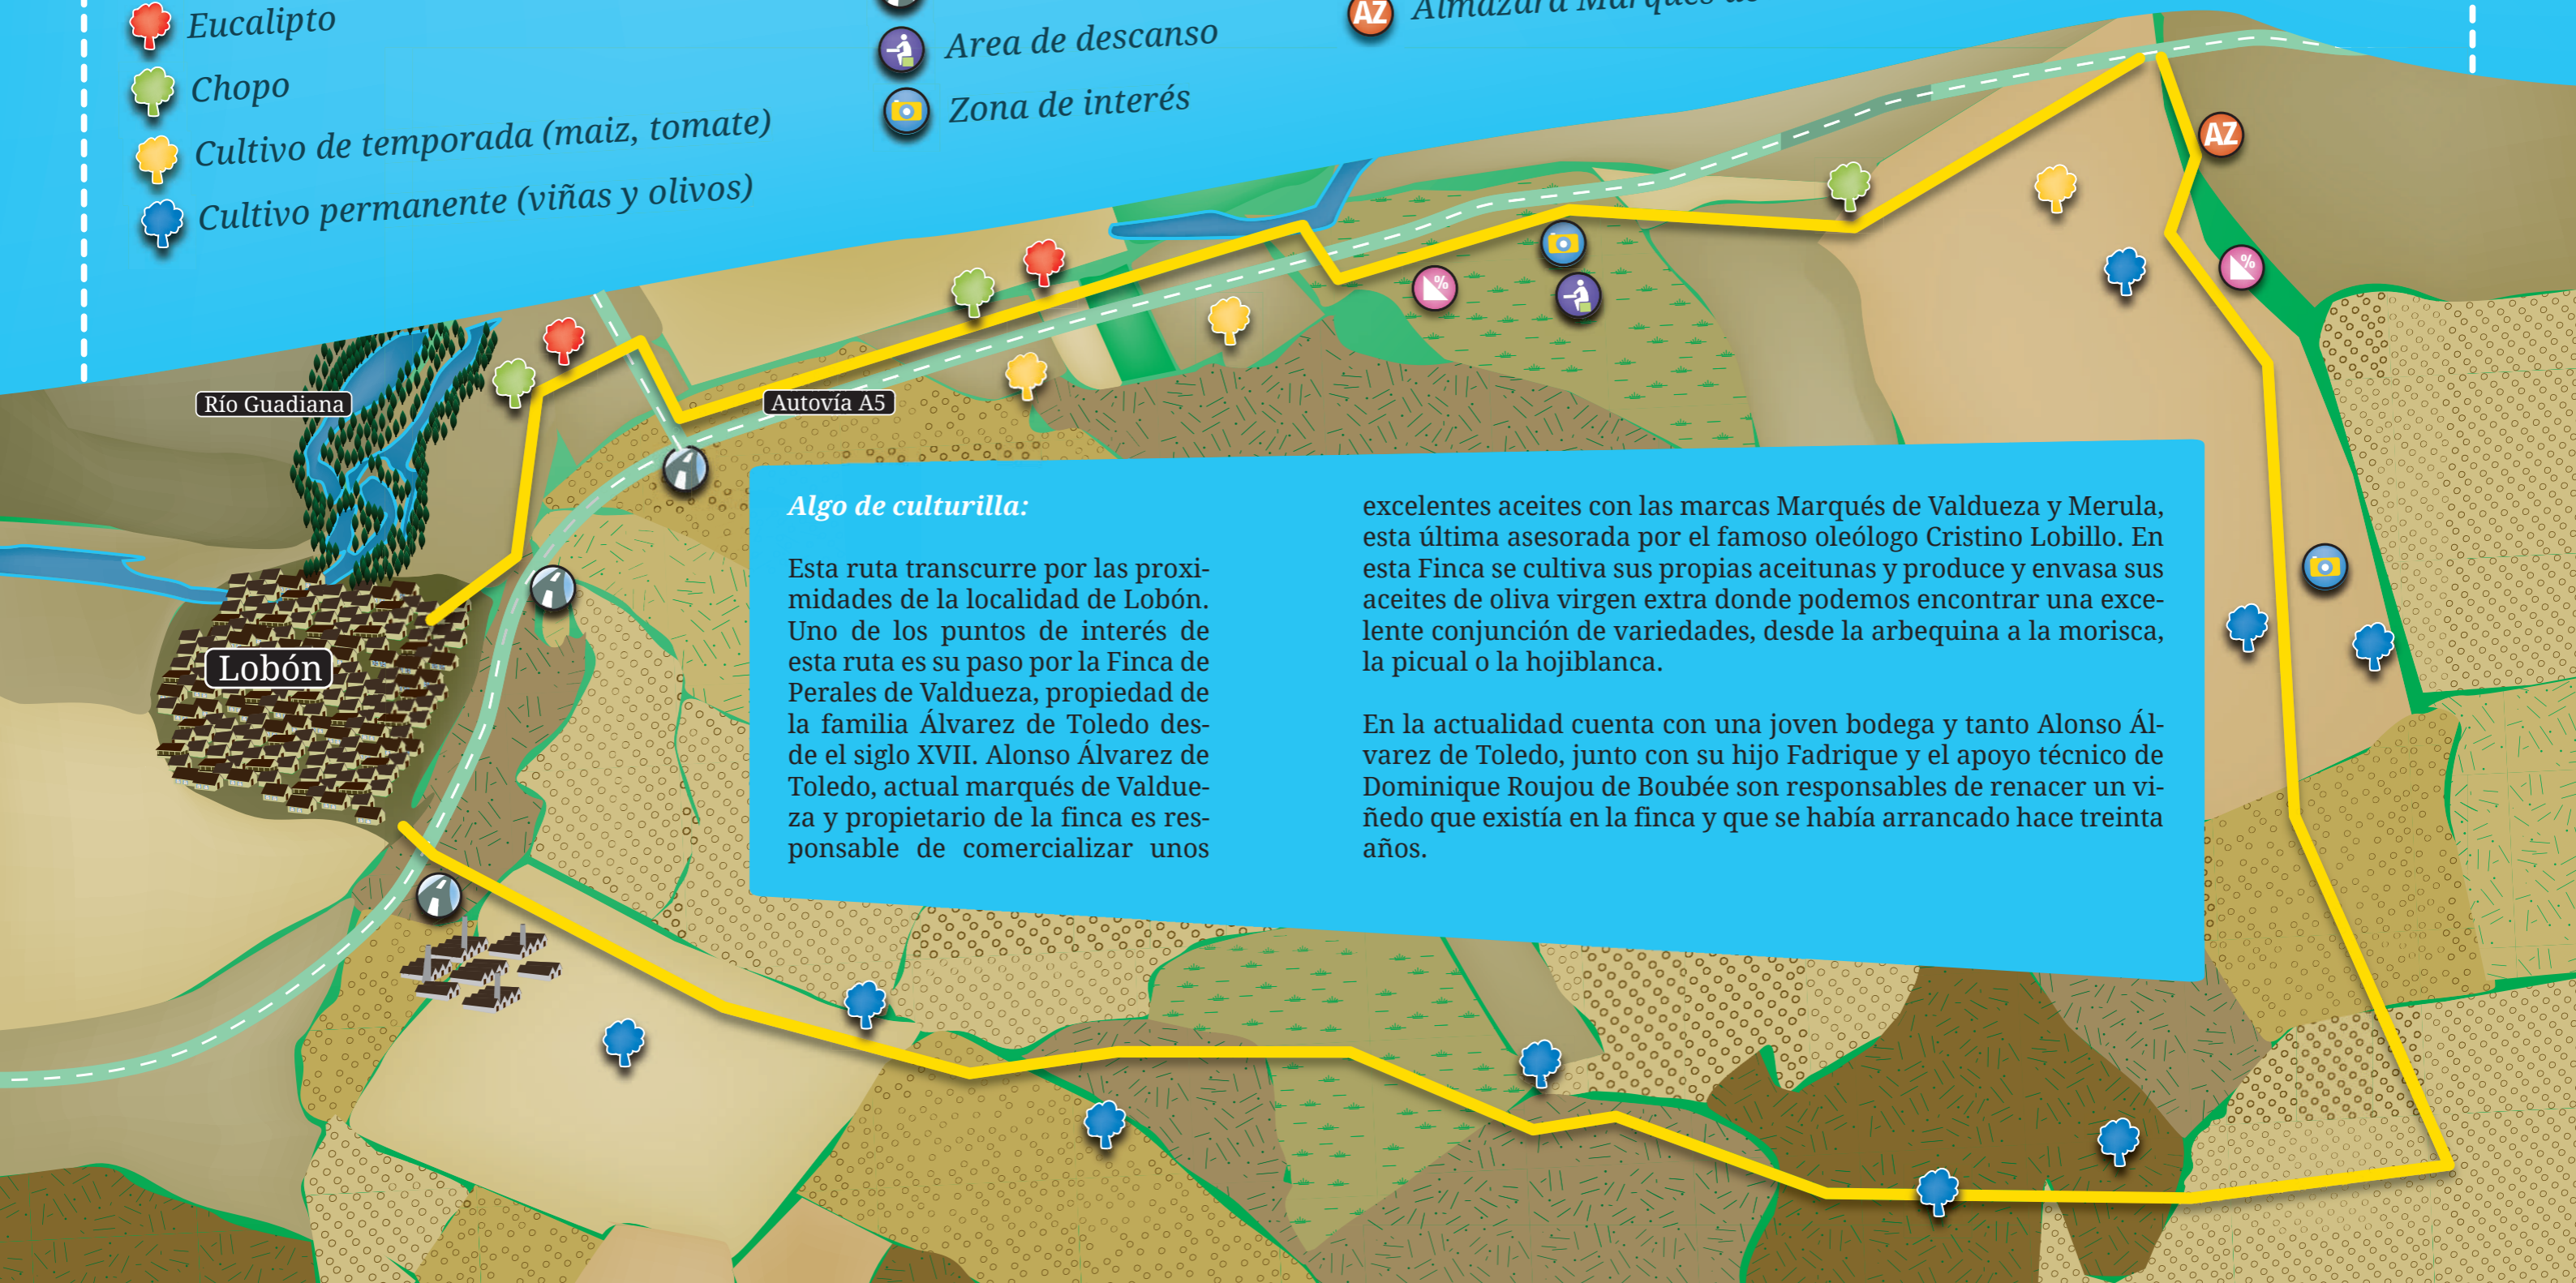 Eucalipto
Chopo
Cultivo de temporada (maiz, tomate)
Cultivo permanente (viñas y olivos)
Area de descanso
Zona de interés
AZ Almazara Marqués de
AZ
%
%
Río Guadiana
Autovía A5
Lobón
Algo de culturilla:
Esta ruta transcurre por las proxi-
midades de la localidad de Lobón.
Uno de los puntos de interés de
esta ruta es su paso por la Finca de
Perales de Valdueza, propiedad de
la familia Álvarez de Toledo des-
de el siglo XVII. Alonso Álvarez de
Toledo, actual marqués de Valdue-
za y propietario de la finca es res-
ponsable de comercializar unos
excelentes aceites con las marcas Marqués de Valdueza y Merula,
esta última asesorada por el famoso oleólogo Cristino Lobillo. En
esta Finca se cultiva sus propias aceitunas y produce y envasa sus
aceites de oliva virgen extra donde podemos encontrar una exce-
lente conjunción de variedades, desde la arbequina a la morisca,
la picual o la hojiblanca.
En la actualidad cuenta con una joven bodega y tanto Alonso Ál-
varez de Toledo, junto con su hijo Fadrique y el apoyo técnico de
Dominique Roujou de Boubée son responsables de renacer un vi-
ñedo que existía en la finca y que se había arrancado hace treinta
años.